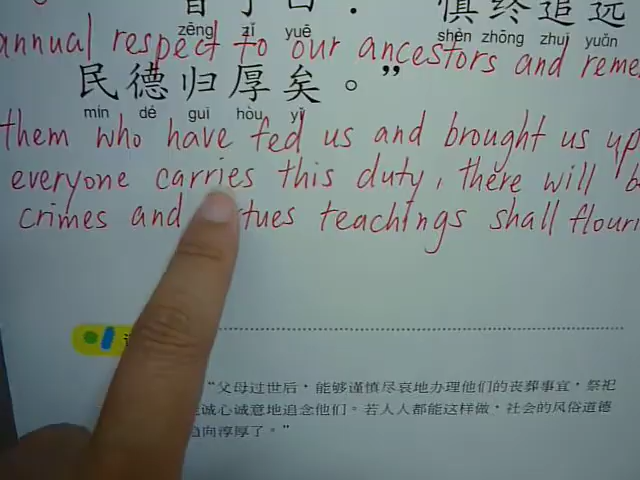 zēng zǐ yuē shèn zhōng zhuī yuǎn
慎终追远
annual respect to our ancestors and reme
民德归厚矣。”
mín dé guī hòu yǐ
them who have fed us and brought us up
everyone carries this duty, there will b
crimes and tues teachings shall flouri
“父母过世后，能够谨慎尽哀地办理他们的丧葬事宜，祭祀
诚心诚意地追念他们。若人人都能这样做，社会的风俗道德
向淳厚了。”